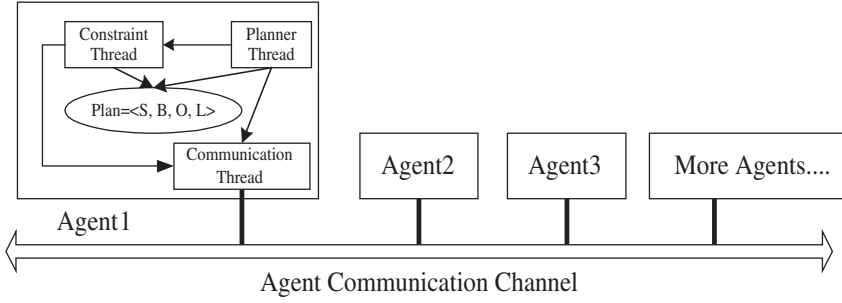 Constraint
Thread
Planner
Thread
Plan=<S, B, O, L>
Communication
Thread
Agent1
Agent2
Agent3
More Agents....
Agent Communication Channel